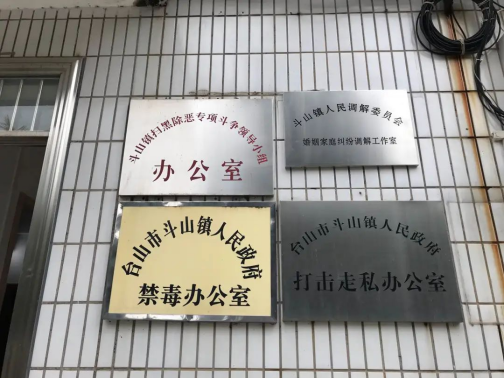 斗山镇扫黑除恶专项斗争领导小组
办公室
斗山镇人民调解委员会
婚姻家庭纠纷调解工作室
台山市斗山镇人民政府
禁毒办公室
台山市斗山镇人民政府
打击走私办公室